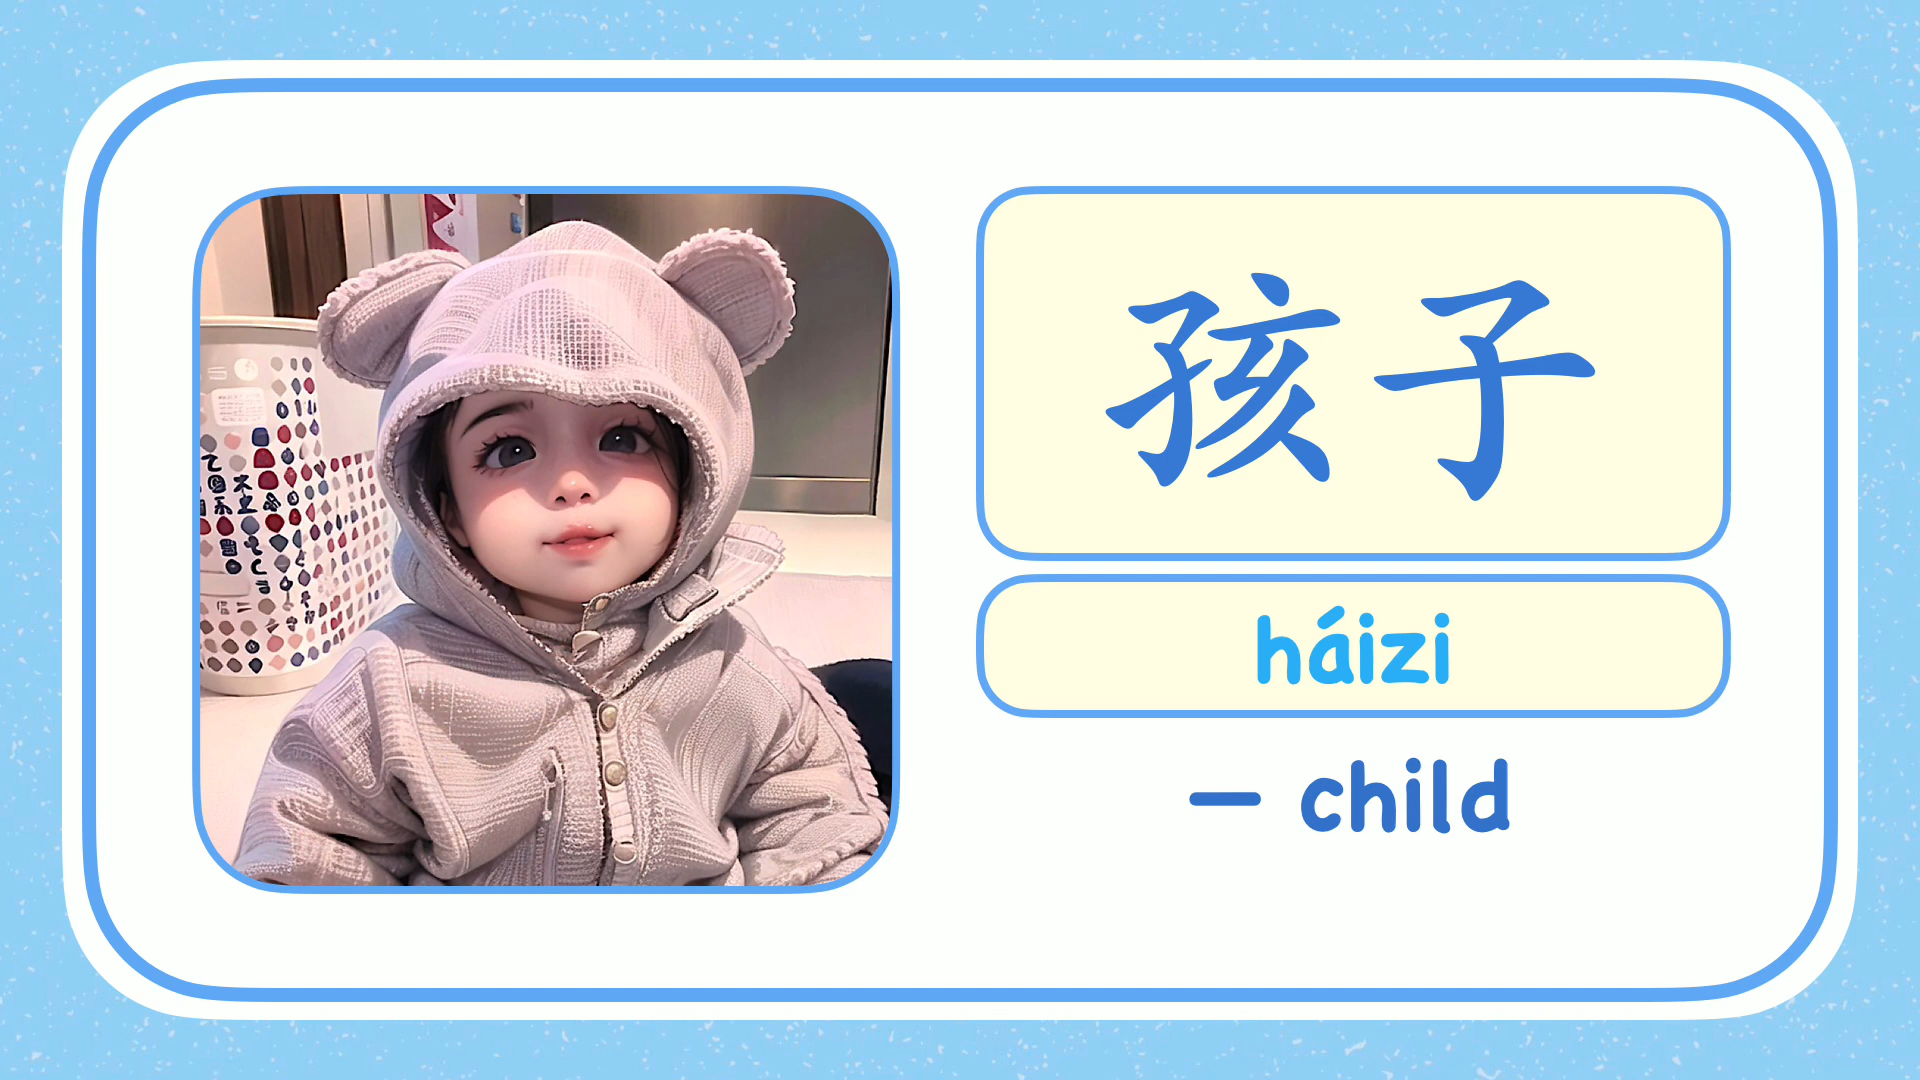 孩子
háizi
– child